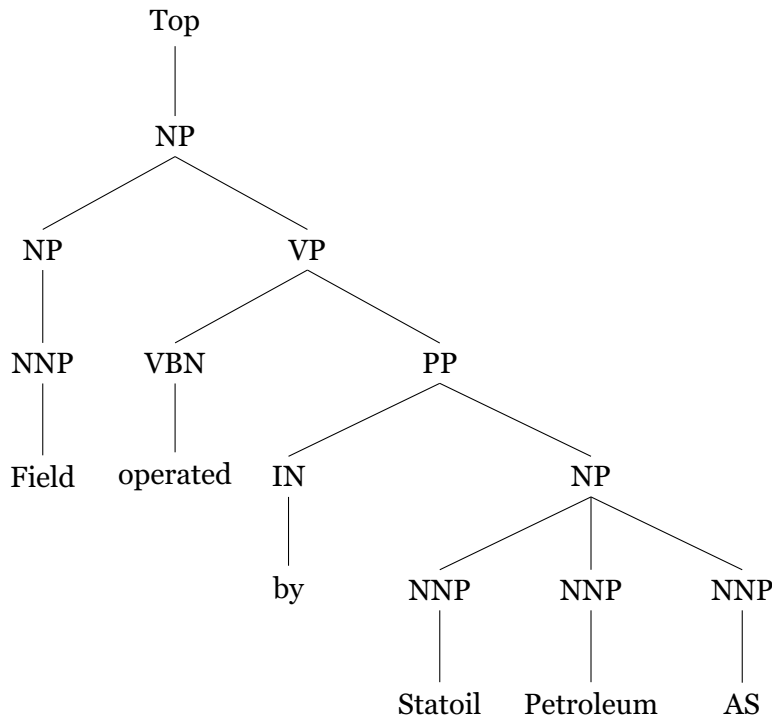 Top
NP
NP VP
NNP VBN PP
Field operated IN NP
by NNP NNP NNP
Statoil Petroleum AS